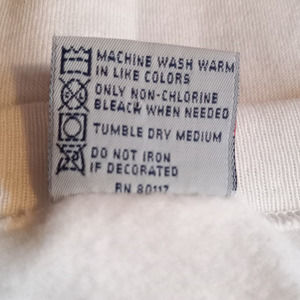 MACHINE WASH WARM
IN LIKE COLORS
ONLY NON-CHLORINE
BLEACH WHEN NEEDED
TUMBLE DRY MEDIUM
DO NOT IRON
IF DECORATED
RN 80117